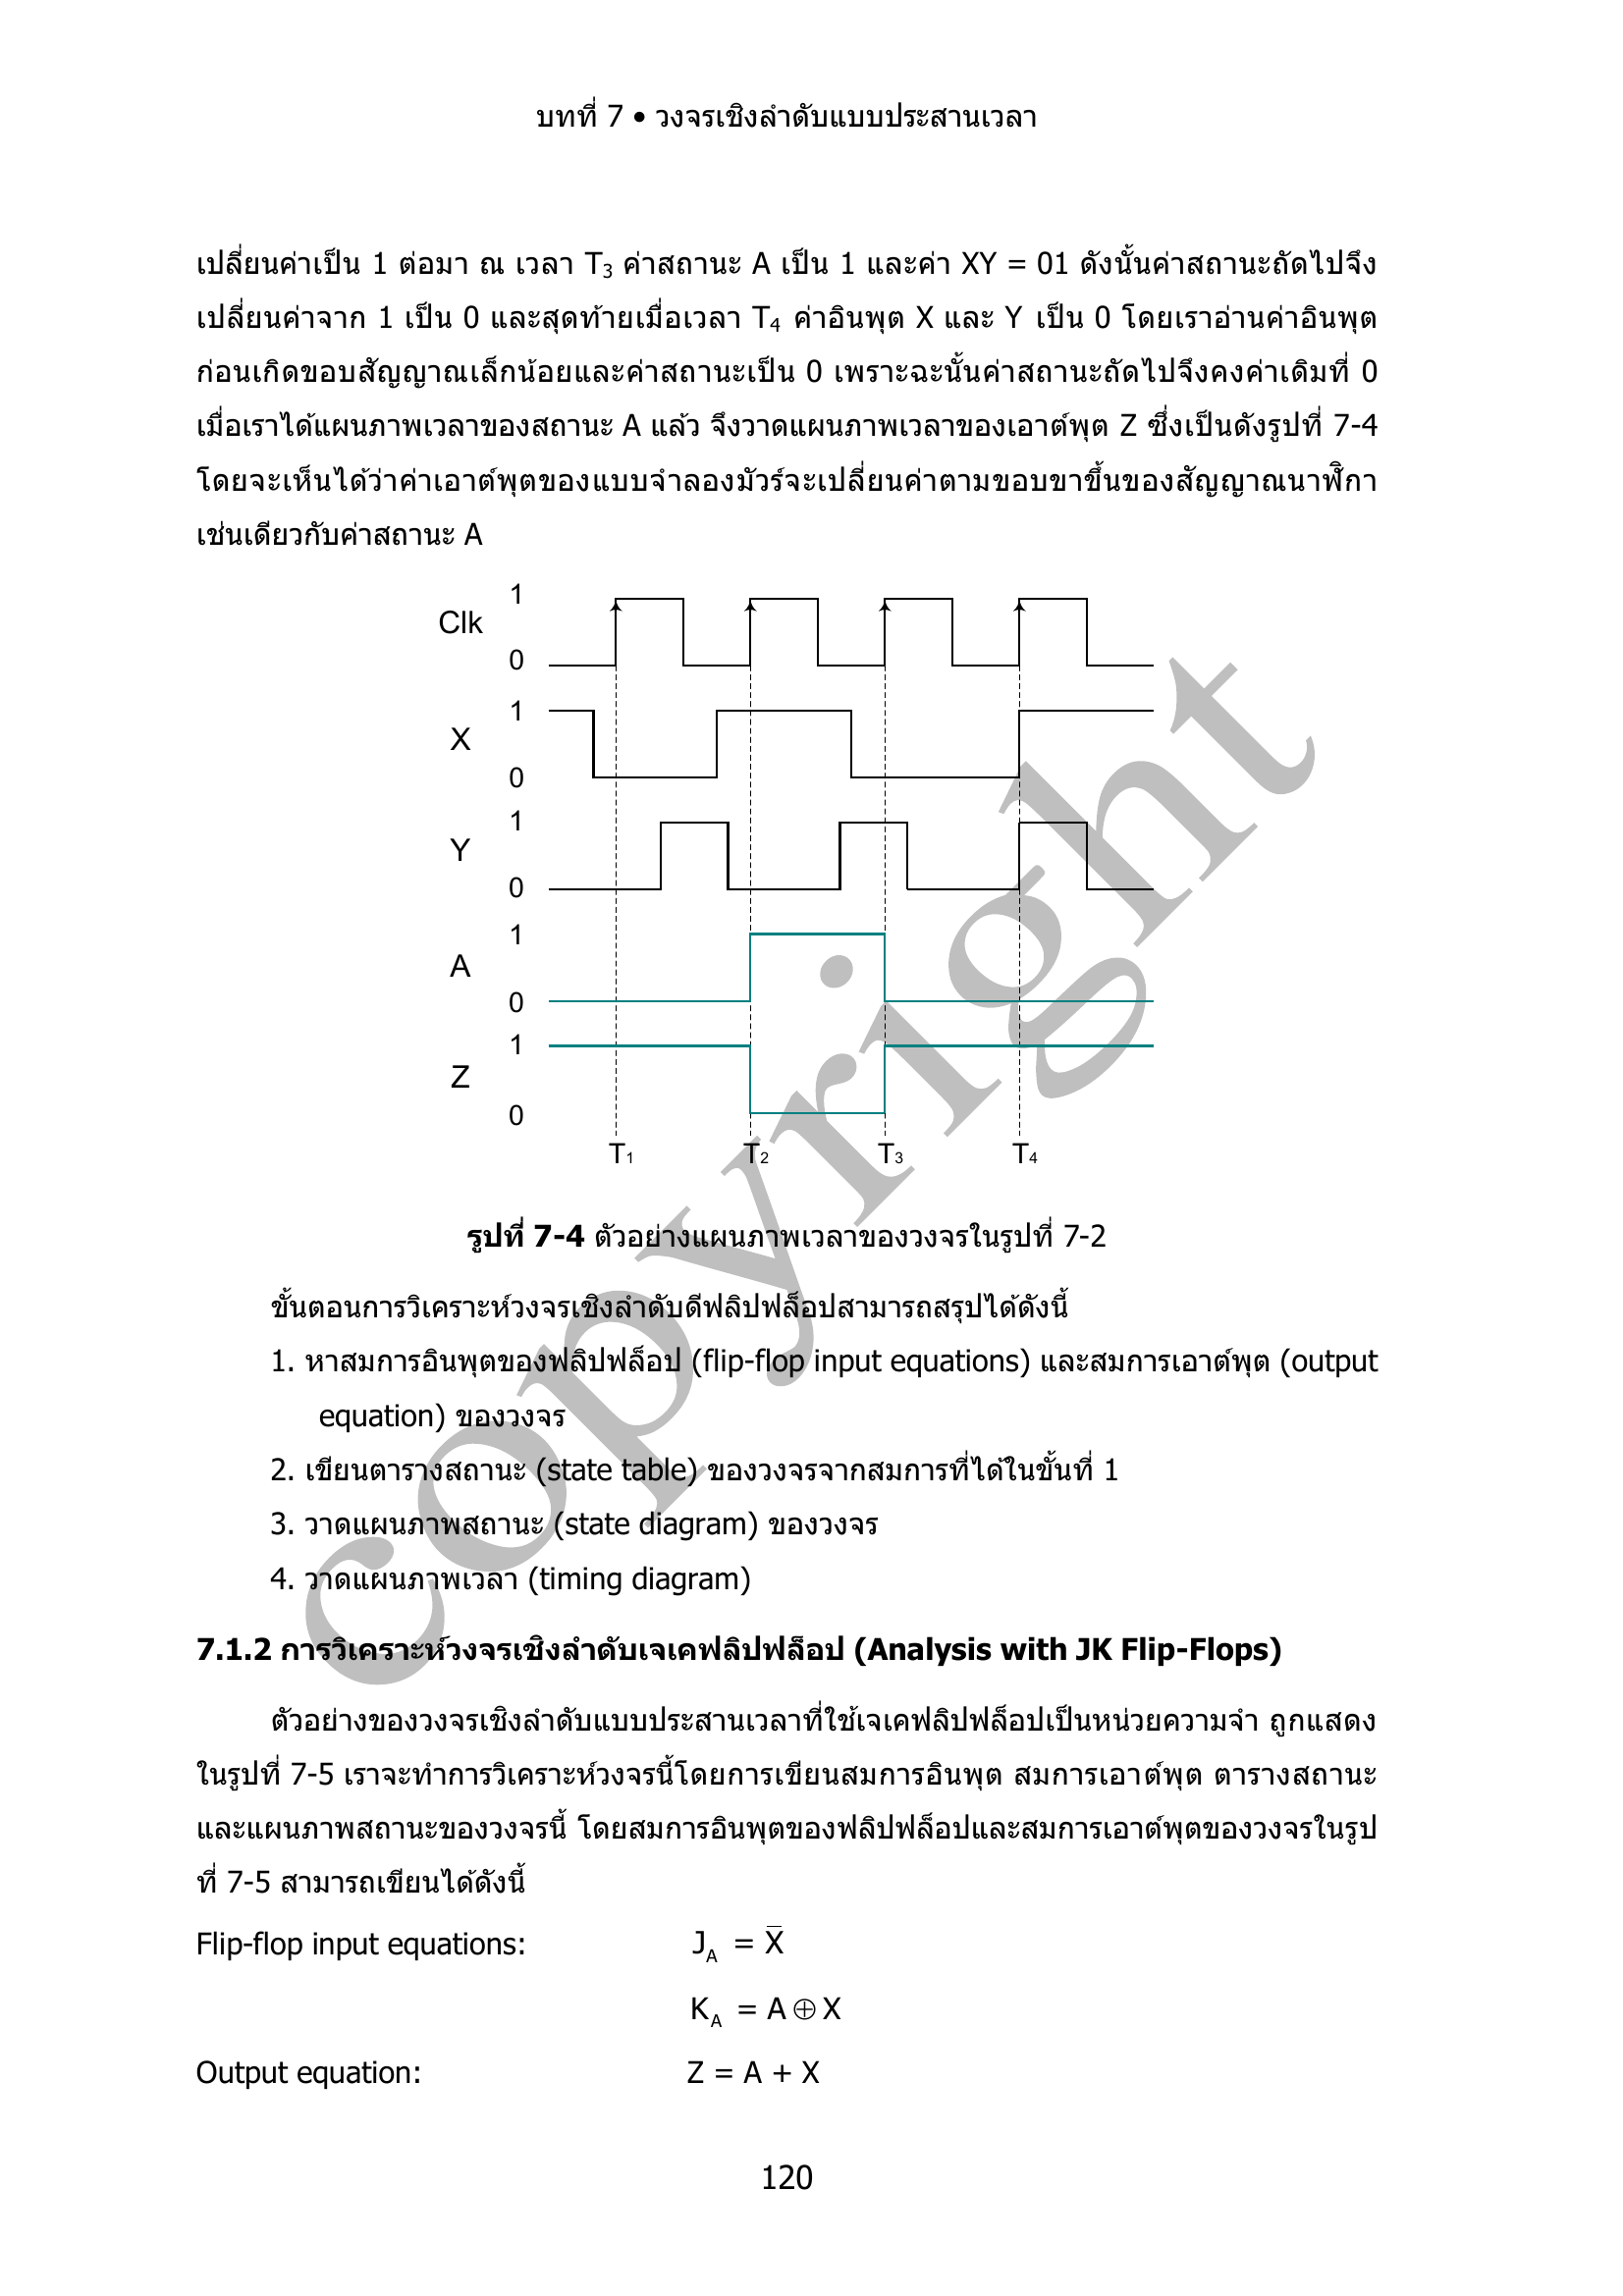 บทที่ 7 • วงจรเชิงลำดับแบบประสานเวลา
เปลี่ยนค่าเป็น 1 ต่อมา ณ เวลา T₃ ค่าสถานะ A เป็น 1 และค่า XY = 01 ดังนั้นค่าสถานะถัดไปจึง
เปลี่ยนค่าจาก 1 เป็น 0 และสุดท้ายเมื่อเวลา T₄ ค่าอินพุต X และ Y เป็น 0 โดยเราอ่านค่าอินพุต
ก่อนเกิดขอบสัญญาณเล็กน้อยและค่าสถานะเป็น 0 เพราะฉะนั้นค่าสถานะถัดไปจึงคงค่าเดิมที่ 0
เมื่อเราได้แผนภาพเวลาของสถานะ A แล้ว จึงวาดแผนภาพเวลาของเอาต์พุต Z ซึ่งเป็นดังรูปที่ 7-4
โดยจะเห็นได้ว่าค่าเอาต์พุตของแบบจำลองมัวร์จะเปลี่ยนค่าตามขอบขาขึ้นของสัญญาณนาฬิกา
เช่นเดียวกับค่าสถานะ A
1
Clk
0
1
X
0
1
Y
0
1
A
0
1
Z
0
T₁ T₂ T₃ T₄
copyright
รูปที่ 7-4 ตัวอย่างแผนภาพเวลาของวงจรในรูปที่ 7-2
ขั้นตอนการวิเคราะห์วงจรเชิงลำดับดีฟลิปฟล็อปสามารถสรุปได้ดังนี้
1. หาสมการอินพุตของฟลิปฟล็อป (flip-flop input equations) และสมการเอาต์พุต (output
equation) ของวงจร
2. เขียนตารางสถานะ (state table) ของวงจรจากสมการที่ได้ในขั้นที่ 1
3. วาดแผนภาพสถานะ (state diagram) ของวงจร
4. วาดแผนภาพเวลา (timing diagram)
7.1.2 การวิเคราะห์วงจรเชิงลำดับเจเคฟลิปฟล็อป (Analysis with JK Flip-Flops)
ตัวอย่างของวงจรเชิงลำดับแบบประสานเวลาที่ใช้เจเคฟลิปฟล็อปเป็นหน่วยความจำ ถูกแสดง
ในรูปที่ 7-5 เราจะทำการวิเคราะห์วงจรนี้โดยการเขียนสมการอินพุต สมการเอาต์พุต ตารางสถานะ
และแผนภาพสถานะของวงจรนี้ โดยสมการอินพุตของฟลิปฟล็อปและสมการเอาต์พุตของวงจรในรูป
ที่ 7-5 สามารถเขียนได้ดังนี้
Flip-flop input equations: J_A = X̅
K_A = A ⊕ X
Output equation: Z = A + X
120